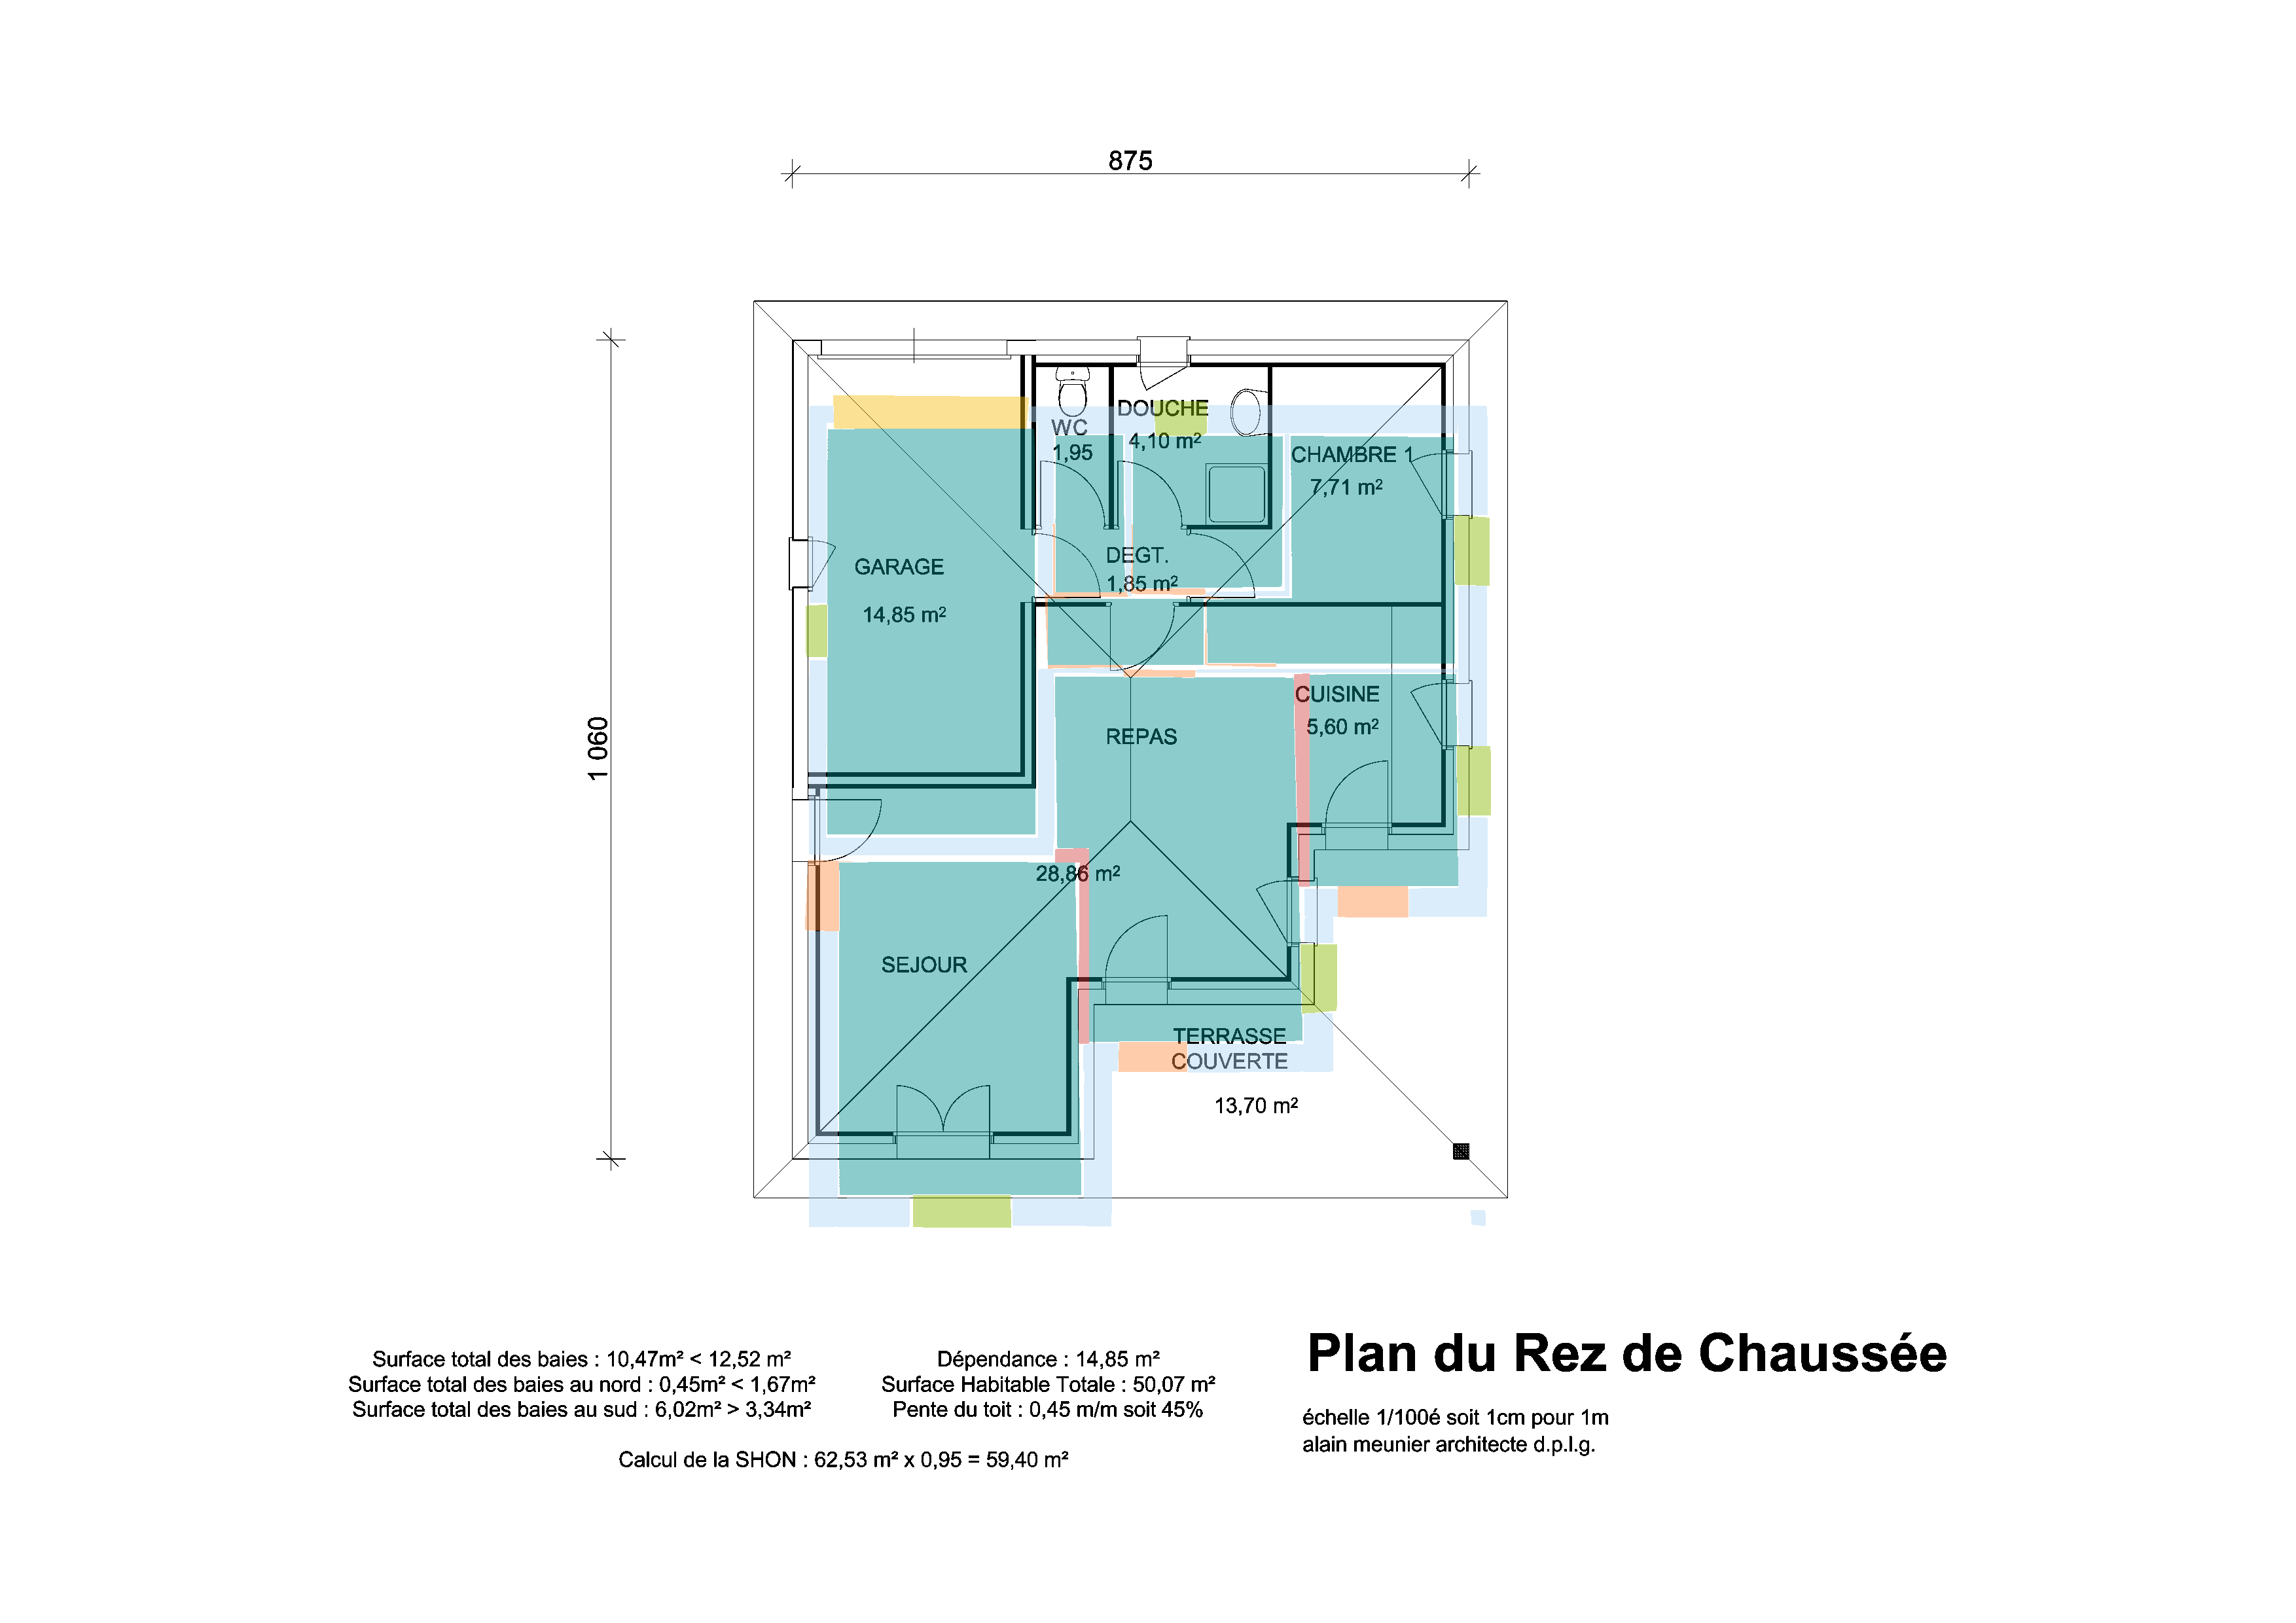 875
1 060
DOUCHE
4,10 m²
WC
1,95
CHAMBRE 1
7,71 m²
DEGT.
1,85 m²
GARAGE
14,85 m²
CUISINE
5,60 m²
REPAS
28,86 m²
SEJOUR
TERRASSE
COUVERTE
13,70 m²
Surface total des baies : 10,47m² < 12,52 m²
Surface total des baies au nord : 0,45m² < 1,67m²
Surface total des baies au sud : 6,02m² > 3,34m²
Dépendance : 14,85 m²
Surface Habitable Totale : 50,07 m²
Pente du toit : 0,45 m/m soit 45%
Calcul de la SHON : 62,53 m² x 0,95 = 59,40 m²
Plan du Rez de Chaussée
échelle 1/100é soit 1cm pour 1m
alain meunier architecte d.p.l.g.